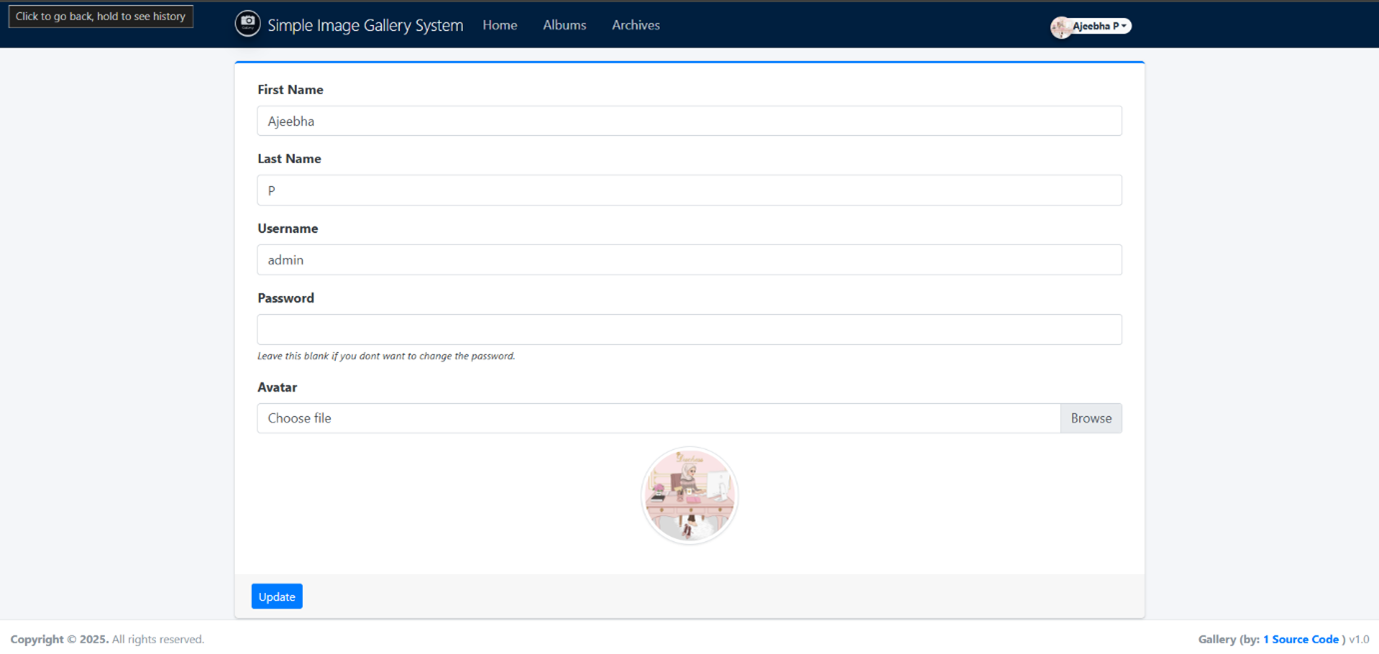 Click to go back, hold to see history
Simple Image Gallery System Home Albums Archives Ajeebha P
First Name
Ajeebha
Last Name
P
Username
admin
Password
Leave this blank if you dont want to change the password.
Avatar
Choose file Browse
Update
Copyright © 2025. All rights reserved. Gallery (by: 1 Source Code ) v1.0